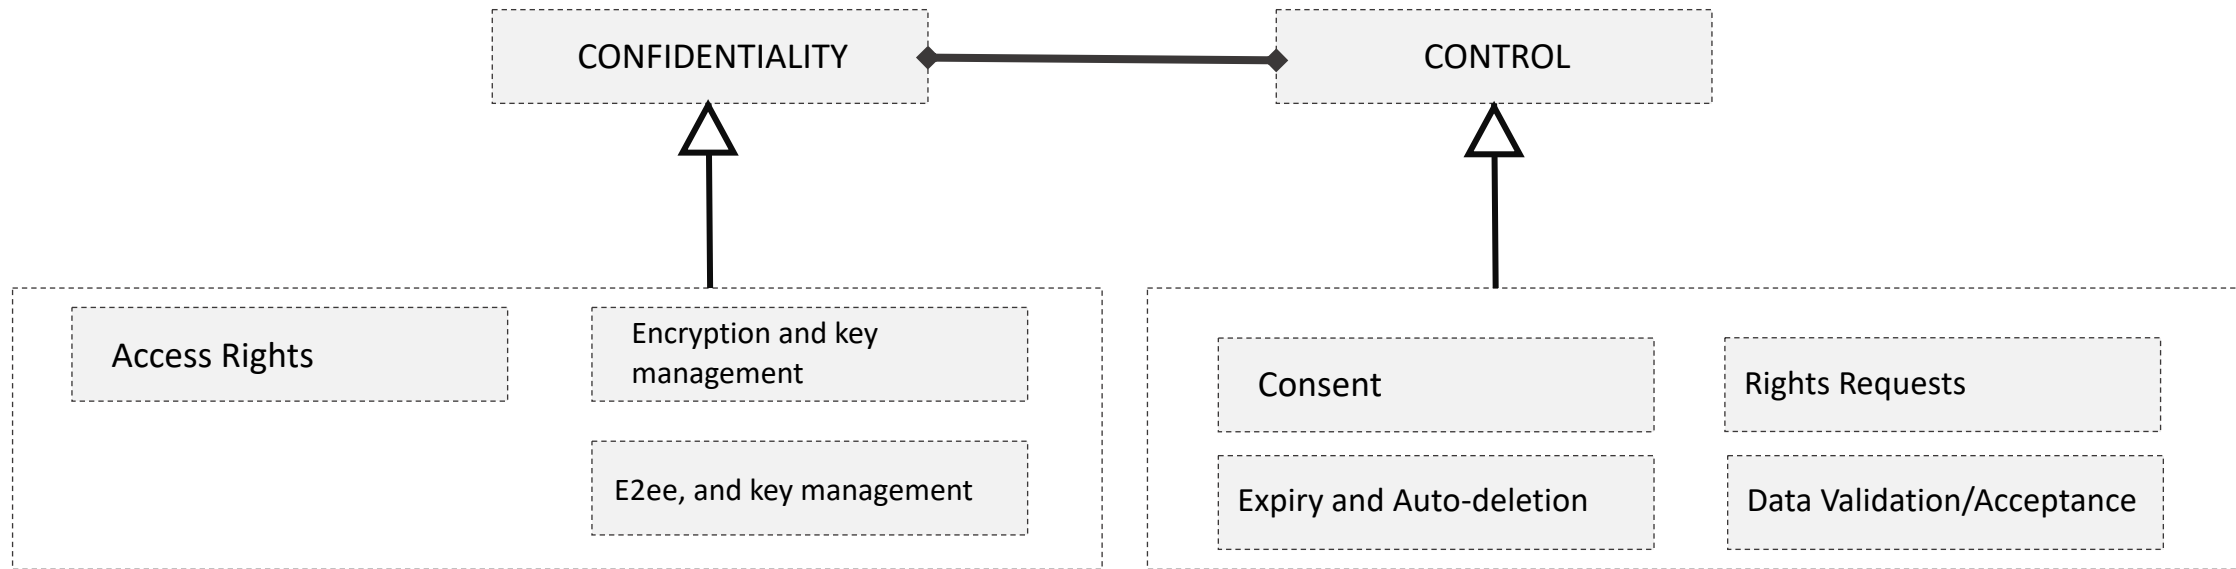 CONFIDENTIALITY
CONTROL
Access Rights
Encryption and key
management
E2ee, and key management
Consent
Rights Requests
Expiry and Auto-deletion
Data Validation/Acceptance